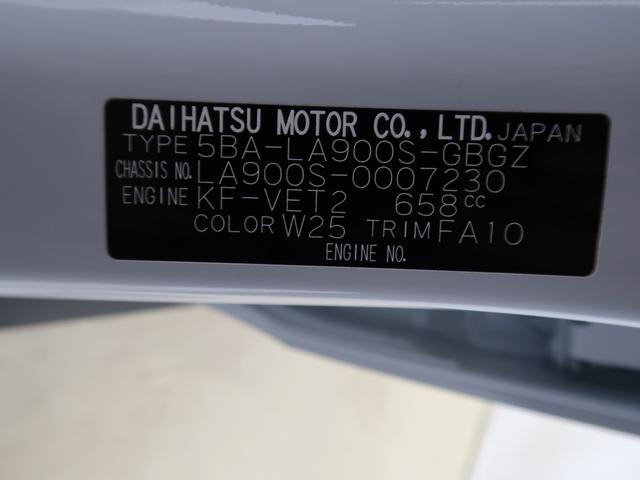 DAIHATSU MOTOR CO., LTD. JAPAN
TYPE 5BA-LA900S-GBGZ
CHASSIS NO. LA900S-0007230
ENGINE KF-VET2 658cc
COLOR W25 TRIM FA10
ENGINE NO.